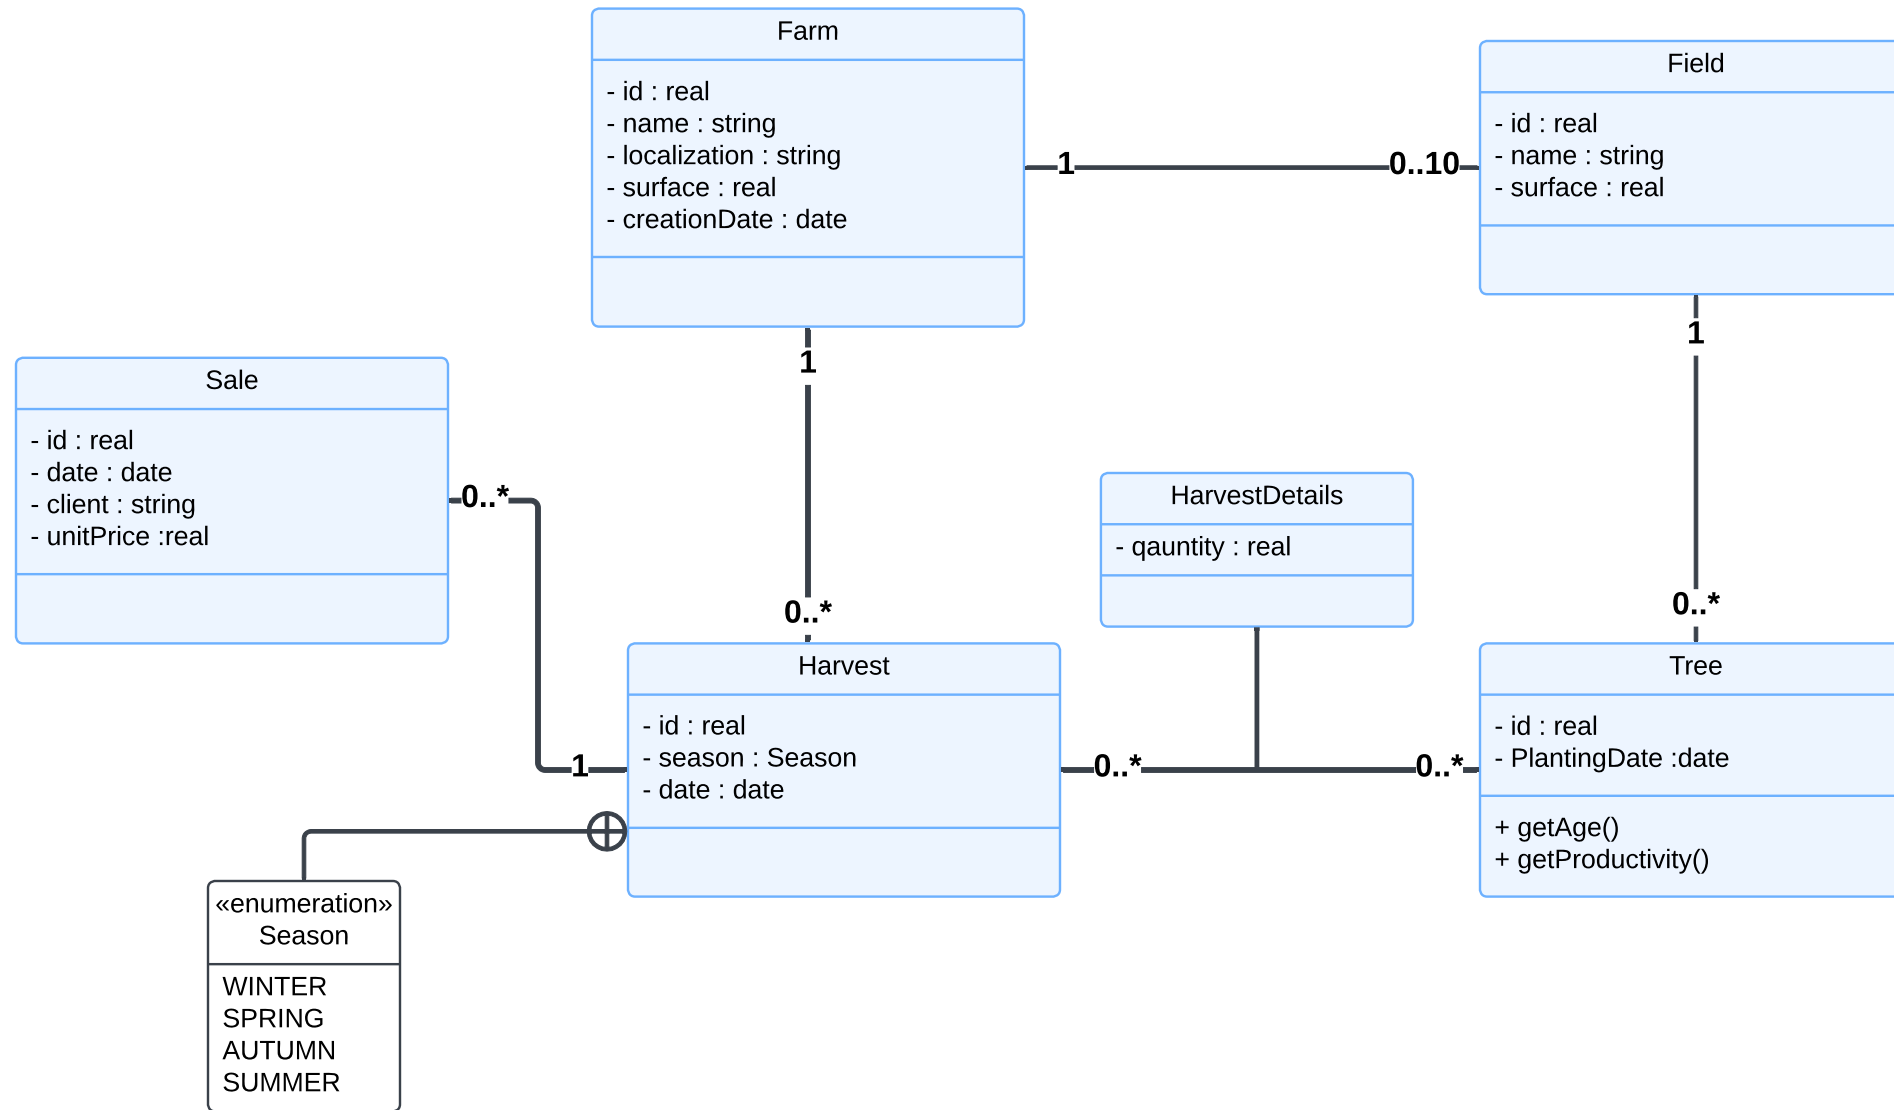 Farm
- id : real
- name : string
- localization : string
- surface : real
- creationDate : date
1
0..10
Field
- id : real
- name : string
- surface : real
1
1
Sale
- id : real
- date : date
- client : string
- unitPrice :real
0..*
HarvestDetails
- qauntity : real
0..*
0..*
Harvest
- id : real
- season : Season
- date : date
1
0..*
0..*
Tree
- id : real
- PlantingDate :date
+ getAge()
+ getProductivity()
«enumeration»
Season
WINTER
SPRING
AUTUMN
SUMMER